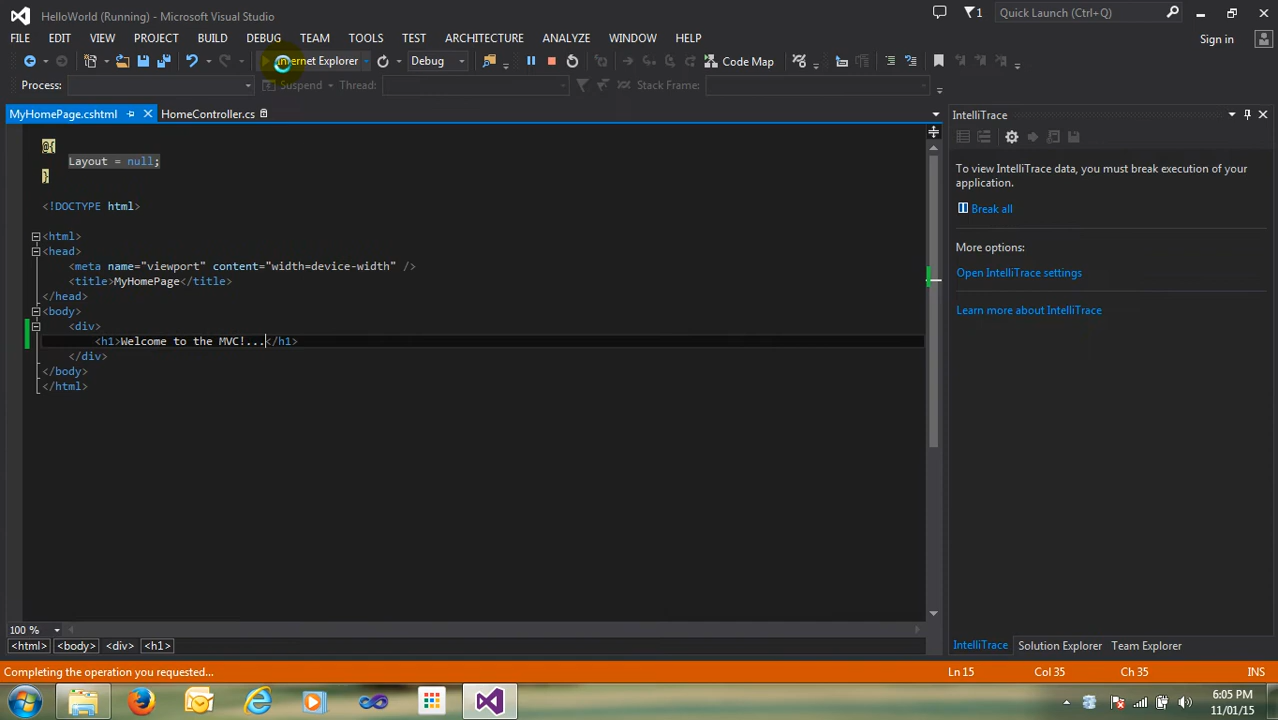 HelloWorld (Running) - Microsoft Visual Studio
1
Quick Launch (Ctrl+Q)
FILE EDIT VIEW PROJECT BUILD DEBUG TEAM TOOLS TEST ARCHITECTURE ANALYZE WINDOW HELP
Sign in
Internet Explorer
Debug
Code Map
Process:
Suspend
Thread:
Stack Frame:
MyHomePage.cshtml
HomeController.cs
@{
Layout = null;
}
<!DOCTYPE html>
<html>
<head>
<meta name="viewport" content="width=device-width" />
<title>MyHomePage</title>
</head>
<body>
<div>
<h1>Welcome to the MVC!...</h1>
</div>
</body>
</html>
IntelliTrace
To view IntelliTrace data, you must break execution of your
application.
Break all
More options:
Open IntelliTrace settings
Learn more about IntelliTrace
100 %
<html> <body> <div> <h1>
IntelliTrace Solution Explorer Team Explorer
Completing the operation you requested...
Ln 15 Col 35 Ch 35 INS
6:05 PM
11/01/15